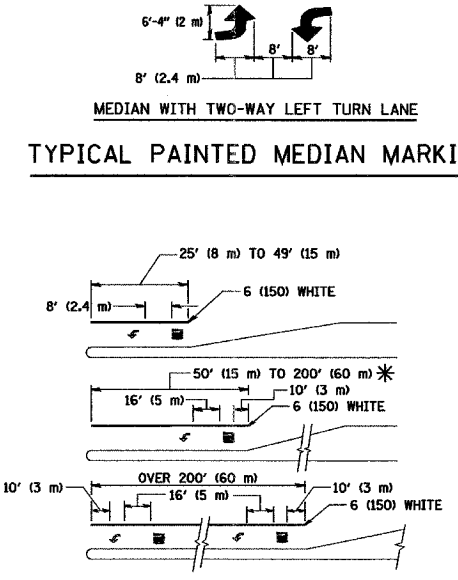 6'-4" (2 m)
8' 8'
8' (2.4 m)
MEDIAN WITH TWO-WAY LEFT TURN LANE
TYPICAL PAINTED MEDIAN MARKI
25' (8 m) TO 49' (15 m)
8' (2.4 m)
6 (150) WHITE
50' (15 m) TO 200' (60 m) *
16' (5 m)
10' (3 m)
6 (150) WHITE
OVER 200' (60 m)
10' (3 m)
16' (5 m)
10' (3 m)
6 (150) WHITE